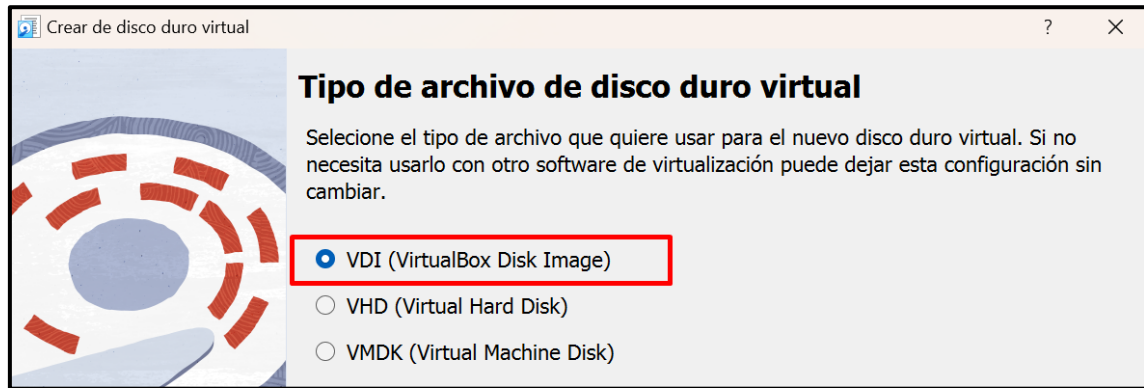 Crear de disco duro virtual
?
Tipo de archivo de disco duro virtual
Selecione el tipo de archivo que quiere usar para el nuevo disco duro virtual. Si no
necesita usarlo con otro software de virtualización puede dejar esta configuración sin
cambiar.
VDI (VirtualBox Disk Image)
VHD (Virtual Hard Disk)
VMDK (Virtual Machine Disk)